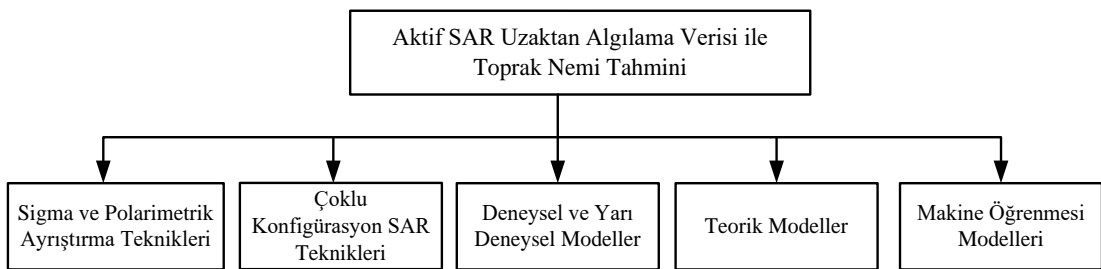 Aktif SAR Uzaktan Algılama Verisi ile
Toprak Nemi Tahmini
Sigma ve Polarimetrik
Ayrıştırma Teknikleri
Çoklu
Konfigürasyon SAR
Teknikleri
Deneysel ve Yarı
Deneysel Modeller
Teorik Modeller
Makine Öğrenmesi
Modelleri